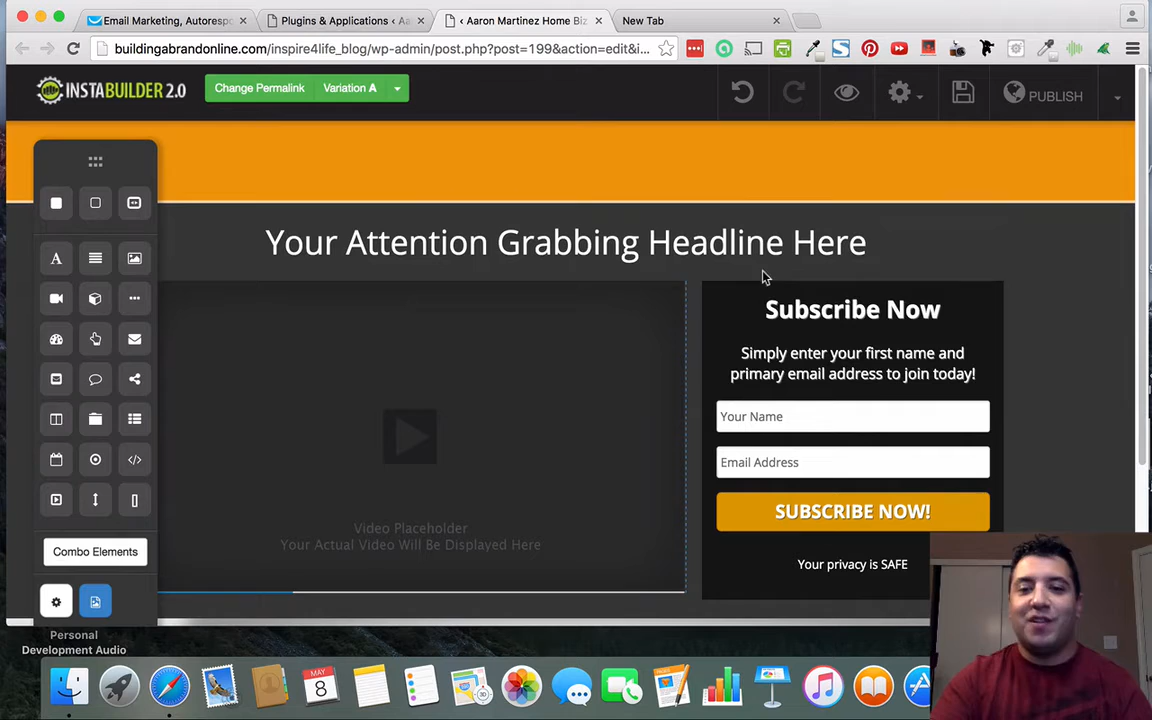 Email Marketing, Autorespo
Plugins & Applications ‹ Aa
‹ Aaron Martinez Home Biz
New Tab
buildingabrandonline.com/inspire4life_blog/wp-admin/post.php?post=199&action=edit&i...
INSTABUILDER 2.0
Change Permalink
Variation A
PUBLISH
Your Attention Grabbing Headline Here
Subscribe Now
Simply enter your first name and
primary email address to join today!
Your Name
Email Address
SUBSCRIBE NOW!
Your privacy is SAFE
Video Placeholder
Your Actual Video Will Be Displayed Here
Combo Elements
Personal
Development Audio
MAY
8